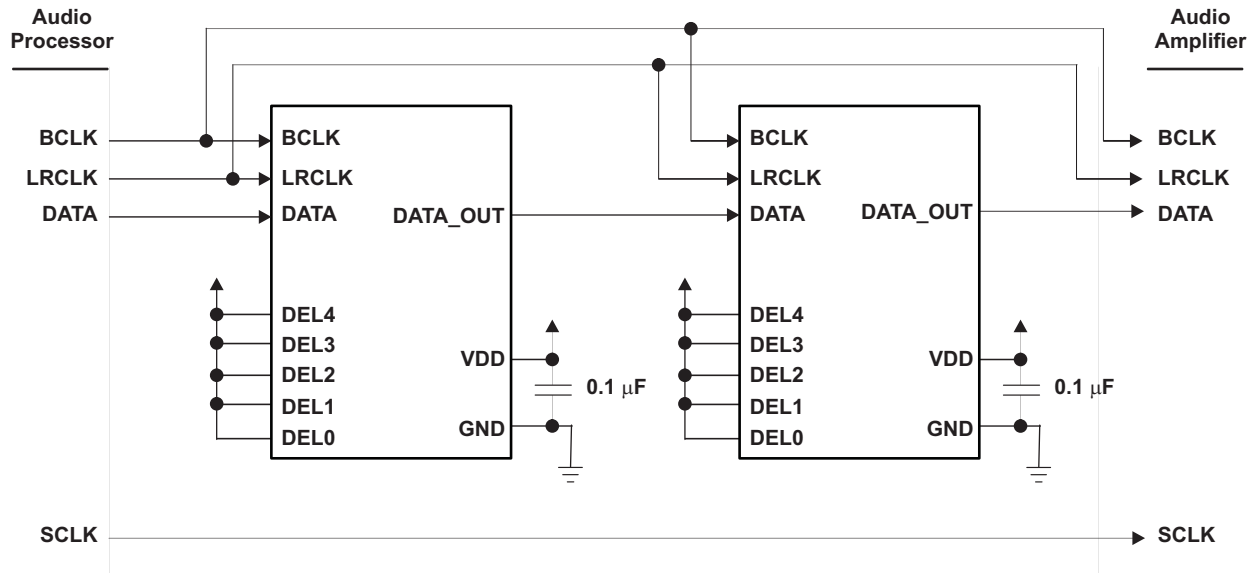 Audio
Processor
Audio
Amplifier
BCLK
LRCLK
DATA
BCLK
LRCLK
DATA
DATA_OUT
DEL4
DEL3
DEL2
DEL1
DEL0
VDD
GND
0.1 μF
BCLK
LRCLK
DATA
DATA_OUT
DEL4
DEL3
DEL2
DEL1
DEL0
VDD
GND
0.1 μF
BCLK
LRCLK
DATA
SCLK
SCLK